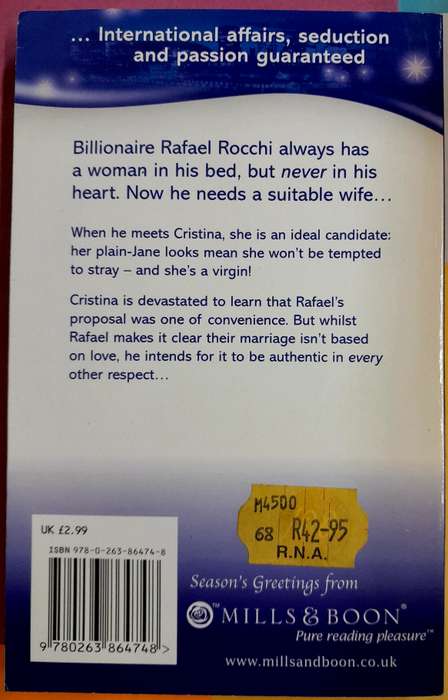 ... International affairs, seduction
and passion guaranteed
Billionaire Rafael Rocchi always has
a woman in his bed, but never in his
heart. Now he needs a suitable wife...
When he meets Cristina, she is an ideal candidate:
her plain-Jane looks mean she won't be tempted
to stray – and she's a virgin!
Cristina is devastated to learn that Rafael's
proposal was one of convenience. But whilst
Rafael makes it clear their marriage isn't based
on love, he intends for it to be authentic in every
other respect...
M4500
68 R42-95
R.N.A.
UK £2.99
ISBN 978-0-263-86474-8
9 780263 864748 >
Season's Greetings from
™ MILLS & BOON®
Pure reading pleasure™
www.millsandboon.co.uk